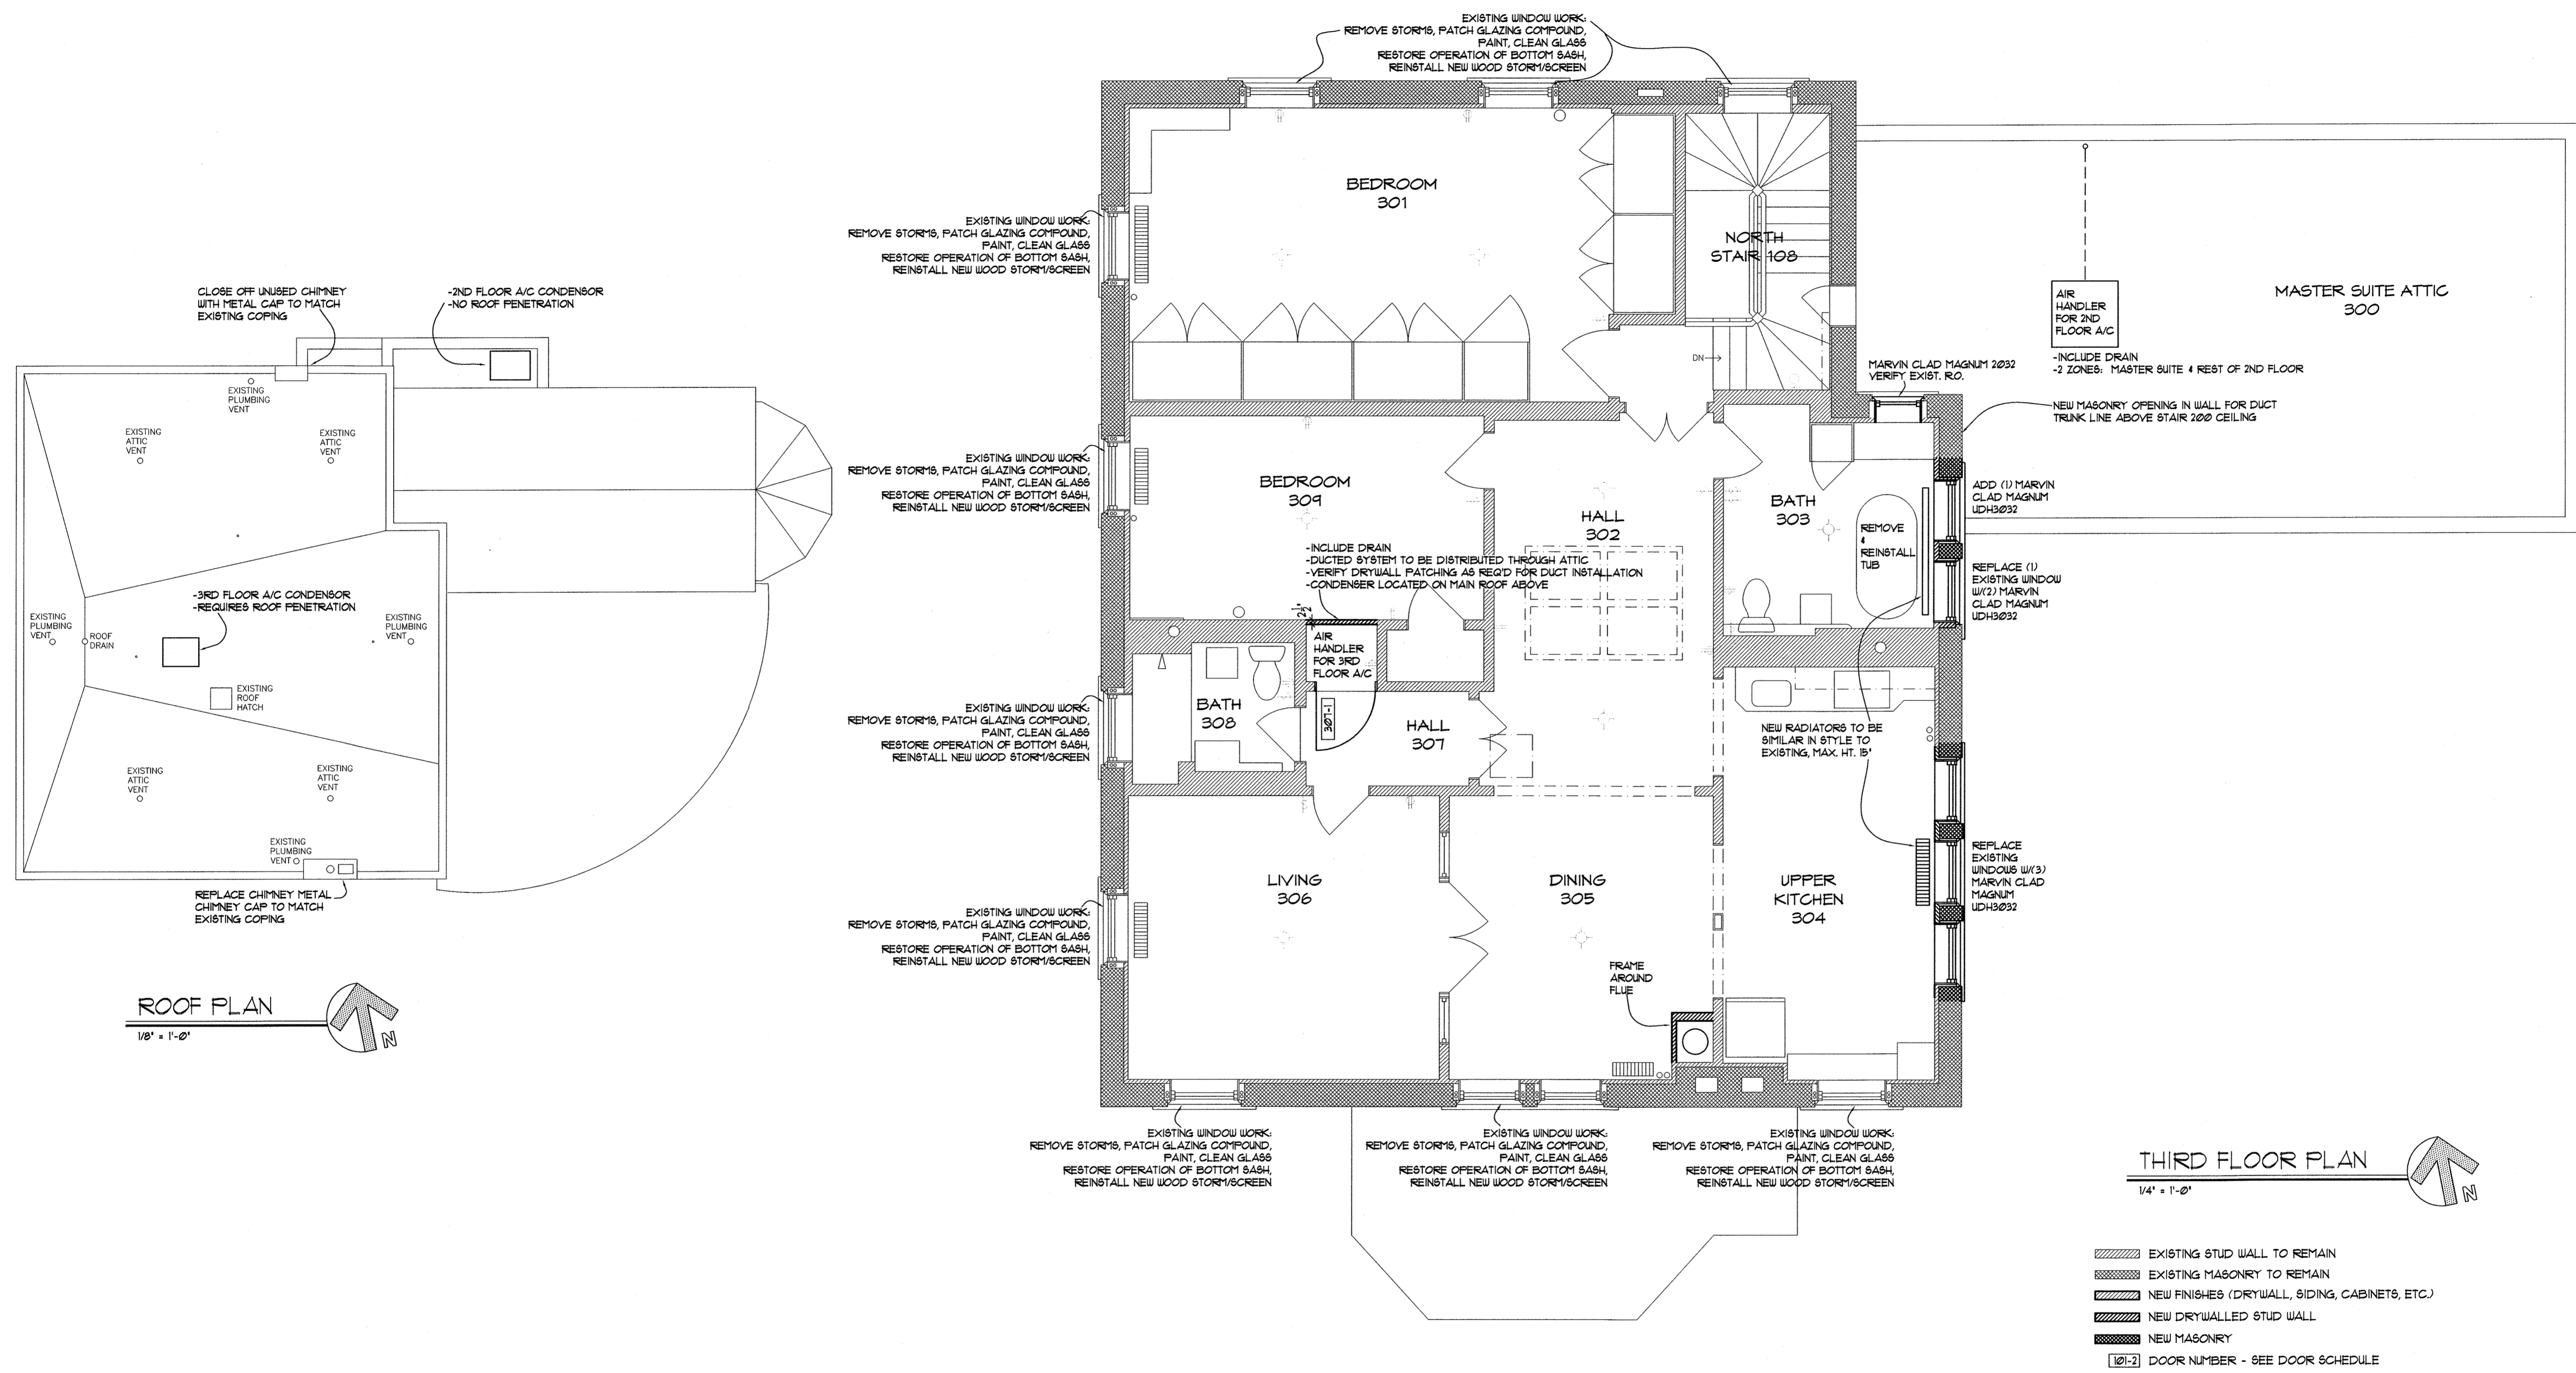 CLOSE OFF UNUSED CHIMNEY
WITH METAL CAP TO MATCH
EXISTING COPING
-2ND FLOOR A/C CONDENSOR
-NO ROOF PENETRATION
EXISTING
PLUMBING
VENT
EXISTING
ATTIC
VENT
EXISTING
ATTIC
VENT
-3RD FLOOR A/C CONDENSOR
-REQUIRES ROOF PENETRATION
EXISTING
PLUMBING
VENT
ROOF
DRAIN
EXISTING
PLUMBING
VENT
EXISTING
ROOF
HATCH
EXISTING
ATTIC
VENT
EXISTING
ATTIC
VENT
EXISTING
PLUMBING
VENT
REPLACE CHIMNEY METAL
CHIMNEY CAP TO MATCH
EXISTING COPING
ROOF PLAN
1/8" = 1'-0"
N
EXISTING WINDOW WORK:
REMOVE STORMS, PATCH GLAZING COMPOUND,
PAINT, CLEAN GLASS
RESTORE OPERATION OF BOTTOM SASH,
REINSTALL NEW WOOD STORM/SCREEN
EXISTING WINDOW WORK:
REMOVE STORMS, PATCH GLAZING COMPOUND,
PAINT, CLEAN GLASS
RESTORE OPERATION OF BOTTOM SASH,
REINSTALL NEW WOOD STORM/SCREEN
EXISTING WINDOW WORK:
REMOVE STORMS, PATCH GLAZING COMPOUND,
PAINT, CLEAN GLASS
RESTORE OPERATION OF BOTTOM SASH,
REINSTALL NEW WOOD STORM/SCREEN
EXISTING WINDOW WORK:
REMOVE STORMS, PATCH GLAZING COMPOUND,
PAINT, CLEAN GLASS
RESTORE OPERATION OF BOTTOM SASH,
REINSTALL NEW WOOD STORM/SCREEN
EXISTING WINDOW WORK:
REMOVE STORMS, PATCH GLAZING COMPOUND,
PAINT, CLEAN GLASS
RESTORE OPERATION OF BOTTOM SASH,
REINSTALL NEW WOOD STORM/SCREEN
BEDROOM
301
NORTH
STAIR 108
DN
AIR
HANDLER
FOR 2ND
FLOOR A/C
-INCLUDE DRAIN
-2 ZONES: MASTER SUITE & REST OF 2ND FLOOR
MASTER SUITE ATTIC
300
MARVIN CLAD MAGNUM 2032
VERIFY EXIST. R.O.
NEW MASONRY OPENING IN WALL FOR DUCT
TRUNK LINE ABOVE STAIR 200 CEILING
BEDROOM
309
HALL
302
BATH
303
REMOVE
&
REINSTALL
TUB
ADD (1) MARVIN
CLAD MAGNUM
UDH3032
REPLACE (1)
EXISTING WINDOW
W/(2) MARVIN
CLAD MAGNUM
UDH3032
-INCLUDE DRAIN
-DUCTED SYSTEM TO BE DISTRIBUTED THROUGH ATTIC
-VERIFY DRYWALL PATCHING AS REQ'D FOR DUCT INSTALLATION
-CONDENSER LOCATED ON MAIN ROOF ABOVE
2 1/2"
AIR
HANDLER
FOR 3RD
FLOOR A/C
BATH
308
307-1
HALL
307
NEW RADIATORS TO BE
SIMILAR IN STYLE TO
EXISTING, MAX. HT. 15"
REPLACE
EXISTING
WINDOWS W/(3)
MARVIN CLAD
MAGNUM
UDH3032
LIVING
306
DINING
305
UPPER
KITCHEN
304
FRAME
AROUND
FLUE
EXISTING WINDOW WORK:
REMOVE STORMS, PATCH GLAZING COMPOUND,
PAINT, CLEAN GLASS
RESTORE OPERATION OF BOTTOM SASH,
REINSTALL NEW WOOD STORM/SCREEN
EXISTING WINDOW WORK:
REMOVE STORMS, PATCH GLAZING COMPOUND,
PAINT, CLEAN GLASS
RESTORE OPERATION OF BOTTOM SASH,
REINSTALL NEW WOOD STORM/SCREEN
EXISTING WINDOW WORK:
REMOVE STORMS, PATCH GLAZING COMPOUND,
PAINT, CLEAN GLASS
RESTORE OPERATION OF BOTTOM SASH,
REINSTALL NEW WOOD STORM/SCREEN
THIRD FLOOR PLAN
1/4" = 1'-0"
N
EXISTING STUD WALL TO REMAIN
EXISTING MASONRY TO REMAIN
NEW FINISHES (DRYWALL, SIDING, CABINETS, ETC.)
NEW DRYWALLED STUD WALL
NEW MASONRY
101-2 DOOR NUMBER - SEE DOOR SCHEDULE